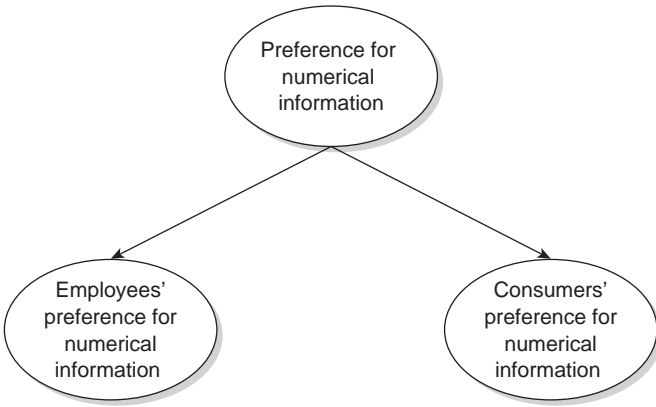 Preference for
numerical
information
Employees’
preference for
numerical
information
Consumers’
preference for
numerical
information